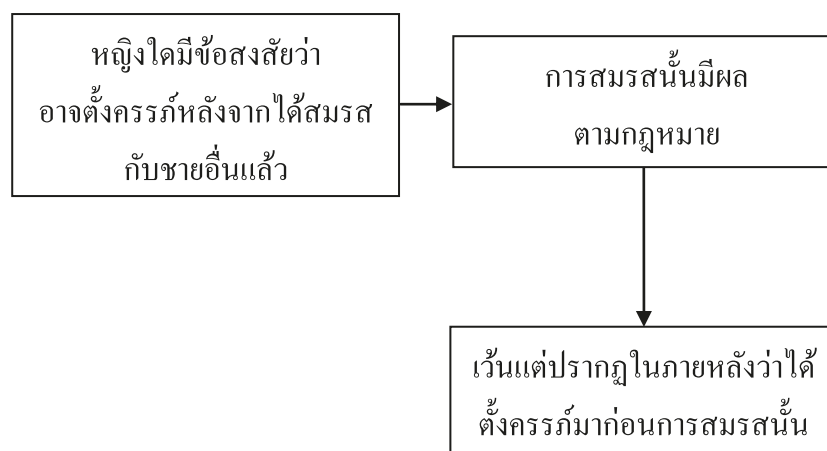 หญิงใดมีข้อสงสัยว่า
อาจตั้งครรภ์หลังจากได้สมรส
กับชายอื่นแล้ว
การสมรสนั้นมีผล
ตามกฎหมาย
เว้นแต่ปรากฏในภายหลังว่าได้
ตั้งครรภ์มาก่อนการสมรสนั้น